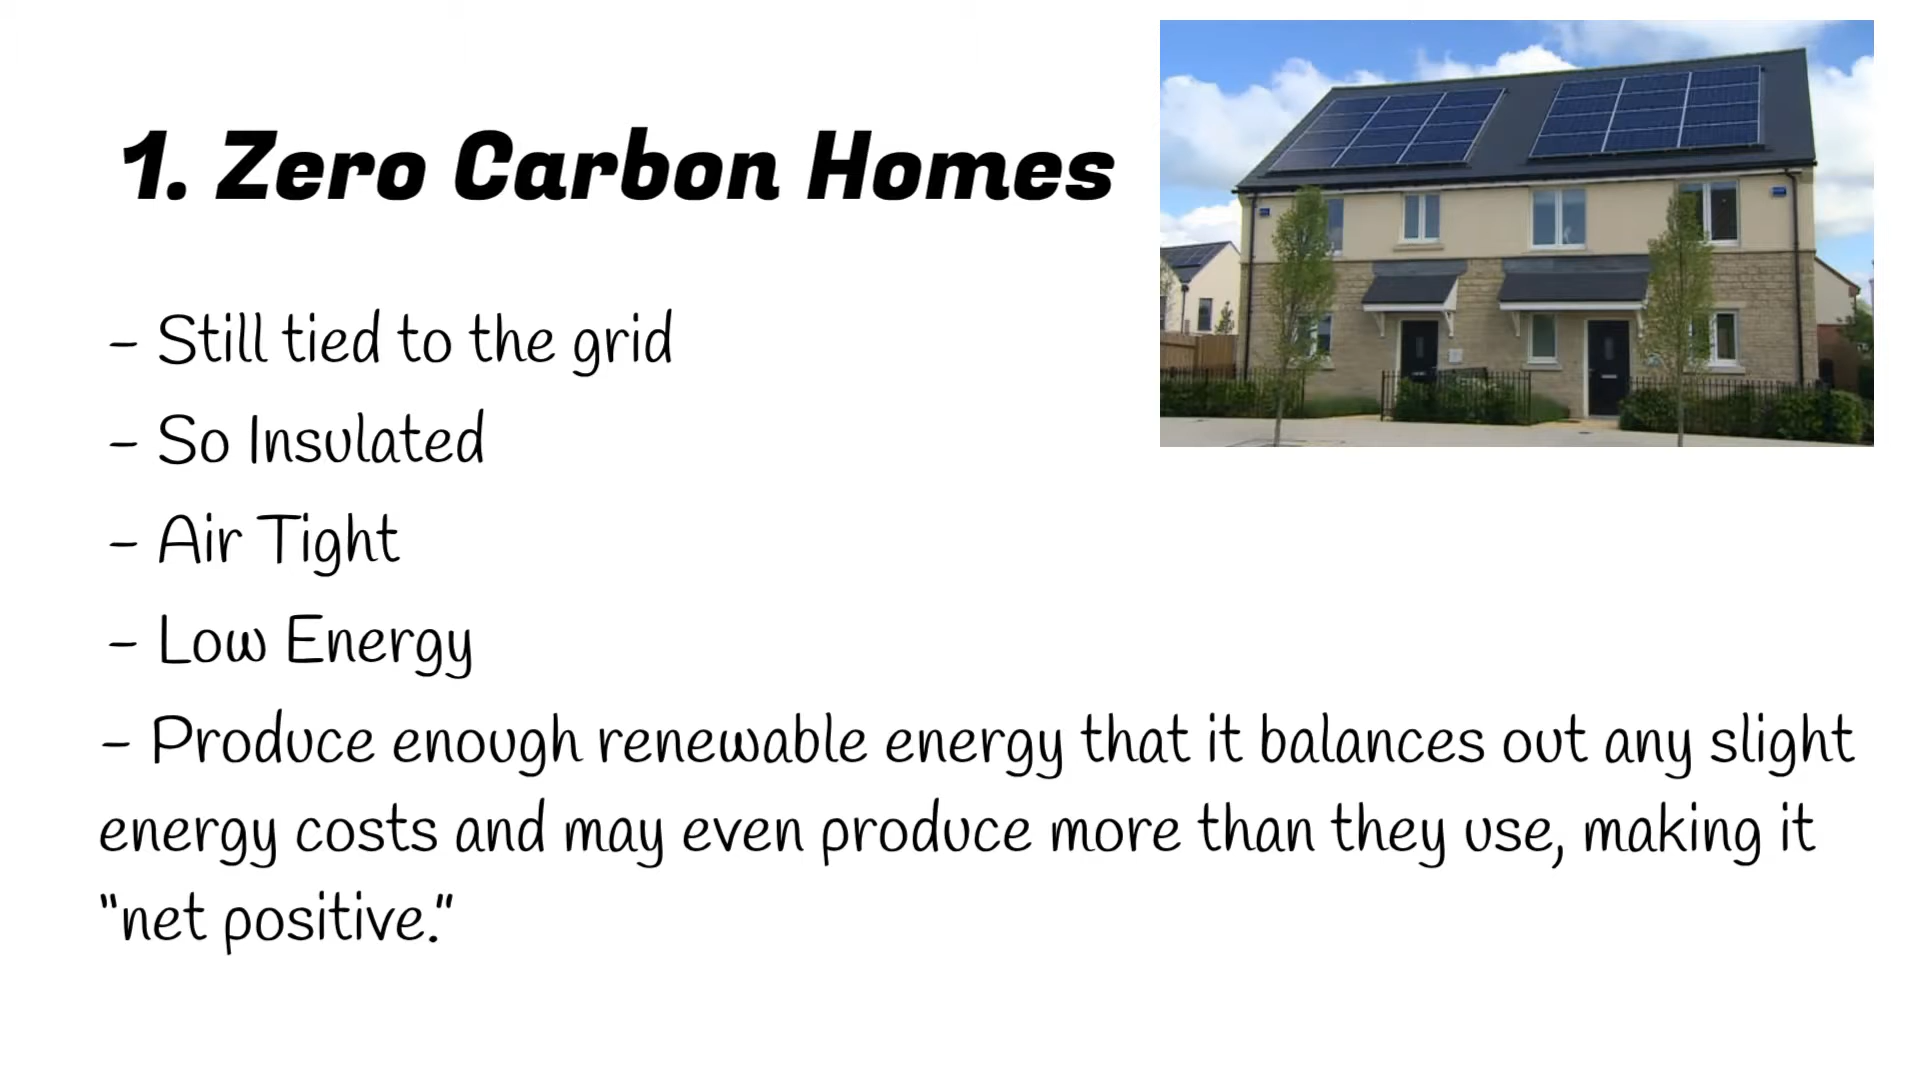 1. Zero Carbon Homes
- Still tied to the grid
- So Insulated
- Air Tight
- Low Energy
- Produce enough renewable energy that it balances out any slight
energy costs and may even produce more than they use, making it
"net positive."